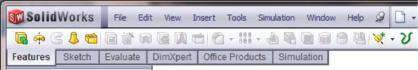 SolidWorks File Edit View Insert Tools Simulation Window Help
Features Sketch Evaluate DimXpert Office Products Simulation